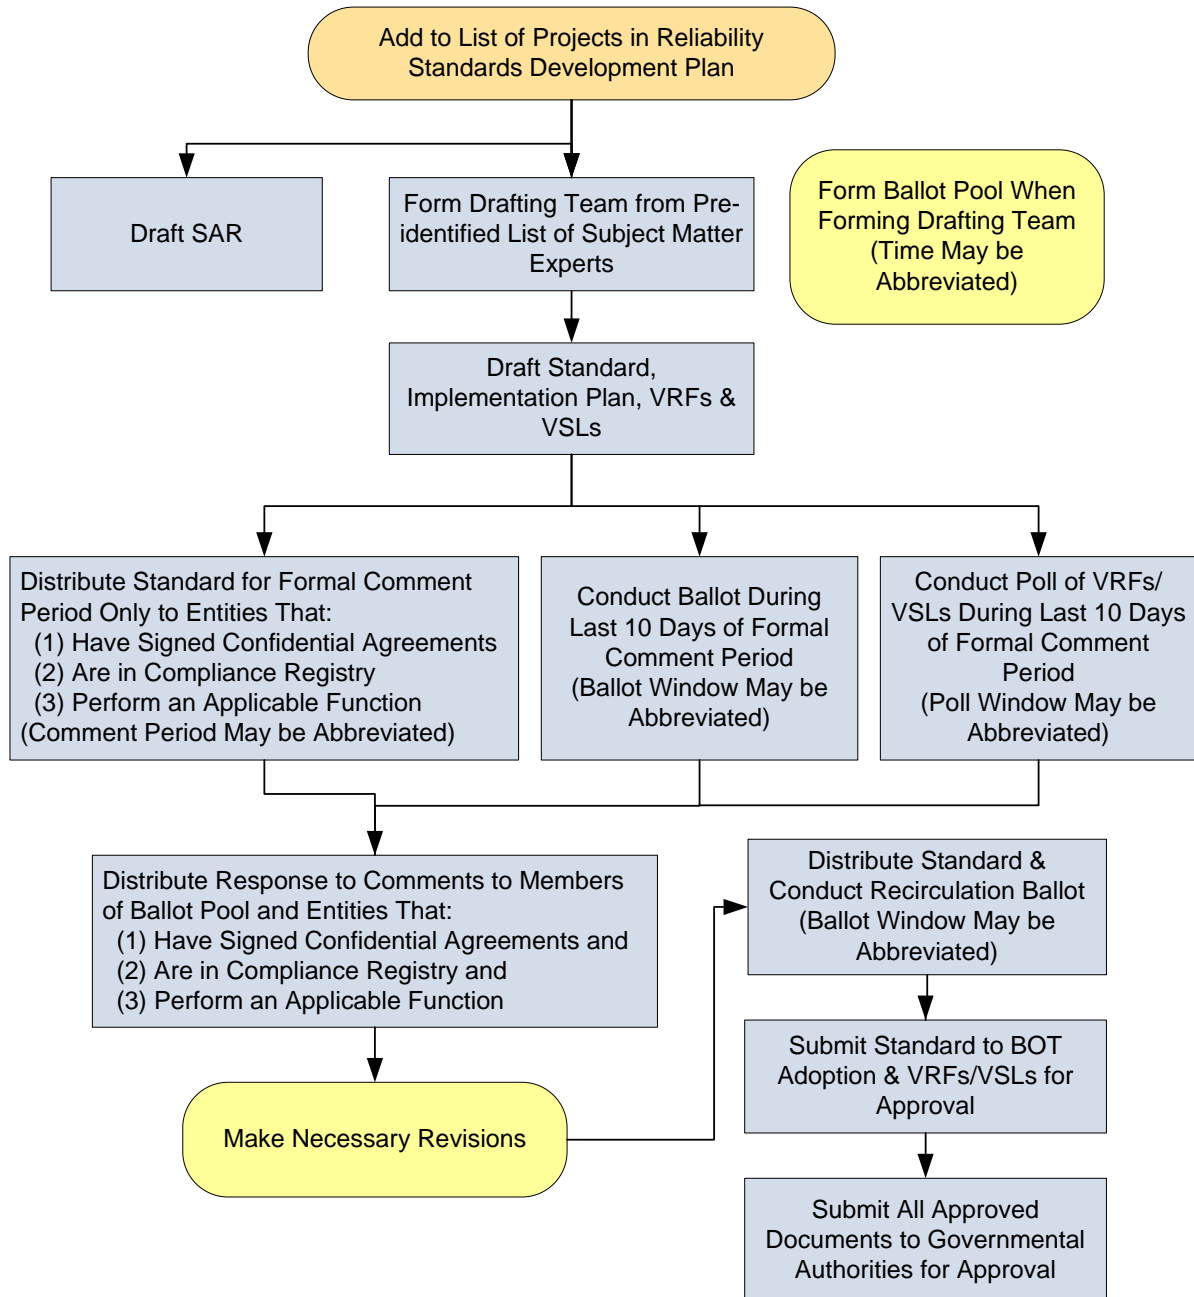 Add to List of Projects in Reliability
Standards Development Plan
Draft SAR
Form Drafting Team from Pre-
identified List of Subject Matter
Experts
Form Ballot Pool When
Forming Drafting Team
(Time May be
Abbreviated)
Draft Standard,
Implementation Plan, VRFs &
VSLs
Distribute Standard for Formal Comment
Period Only to Entities That:
(1) Have Signed Confidential Agreements
(2) Are in Compliance Registry
(3) Perform an Applicable Function
(Comment Period May be Abbreviated)
Conduct Ballot During
Last 10 Days of Formal
Comment Period
(Ballot Window May be
Abbreviated)
Conduct Poll of VRFs/
VSLs During Last 10 Days
of Formal Comment
Period
(Poll Window May be
Abbreviated)
Distribute Response to Comments to Members
of Ballot Pool and Entities That:
(1) Have Signed Confidential Agreements and
(2) Are in Compliance Registry and
(3) Perform an Applicable Function
Make Necessary Revisions
Distribute Standard &
Conduct Recirculation Ballot
(Ballot Window May be
Abbreviated)
Submit Standard to BOT
Adoption & VRFs/VSLs for
Approval
Submit All Approved
Documents to Governmental
Authorities for Approval